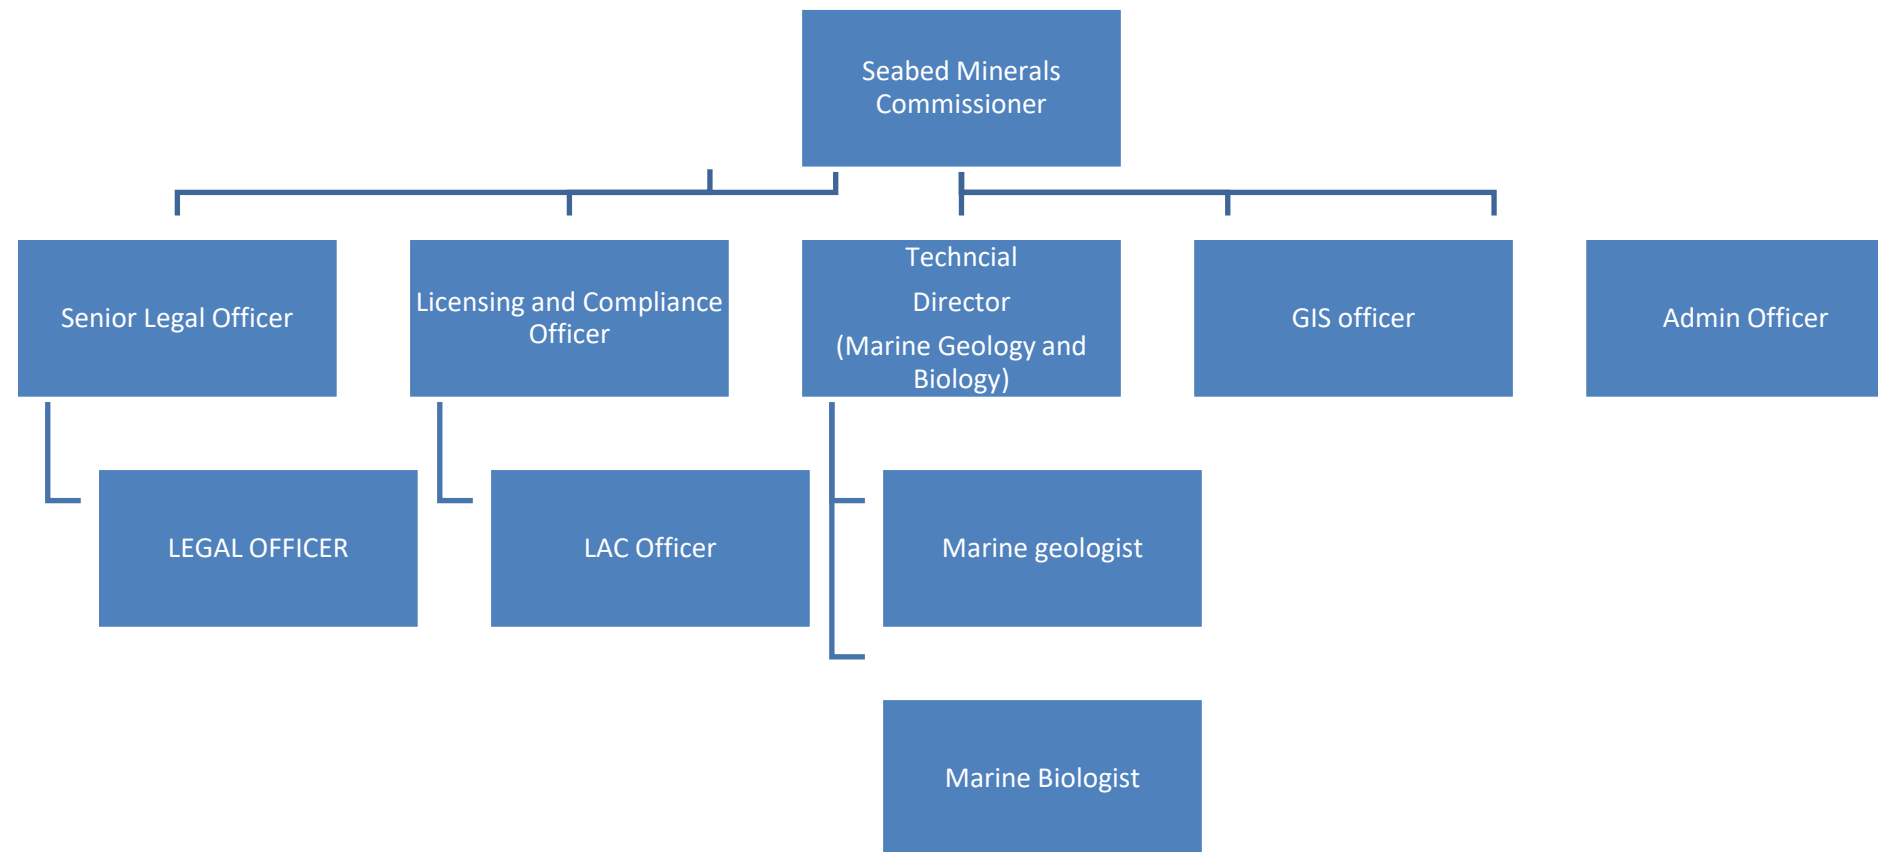 Seabed Minerals
Commissioner
Senior Legal Officer
Licensing and Compliance
Officer
Techncial
Director
(Marine Geology and
Biology)
GIS officer
Admin Officer
LEGAL OFFICER
LAC Officer
Marine geologist
Marine Biologist